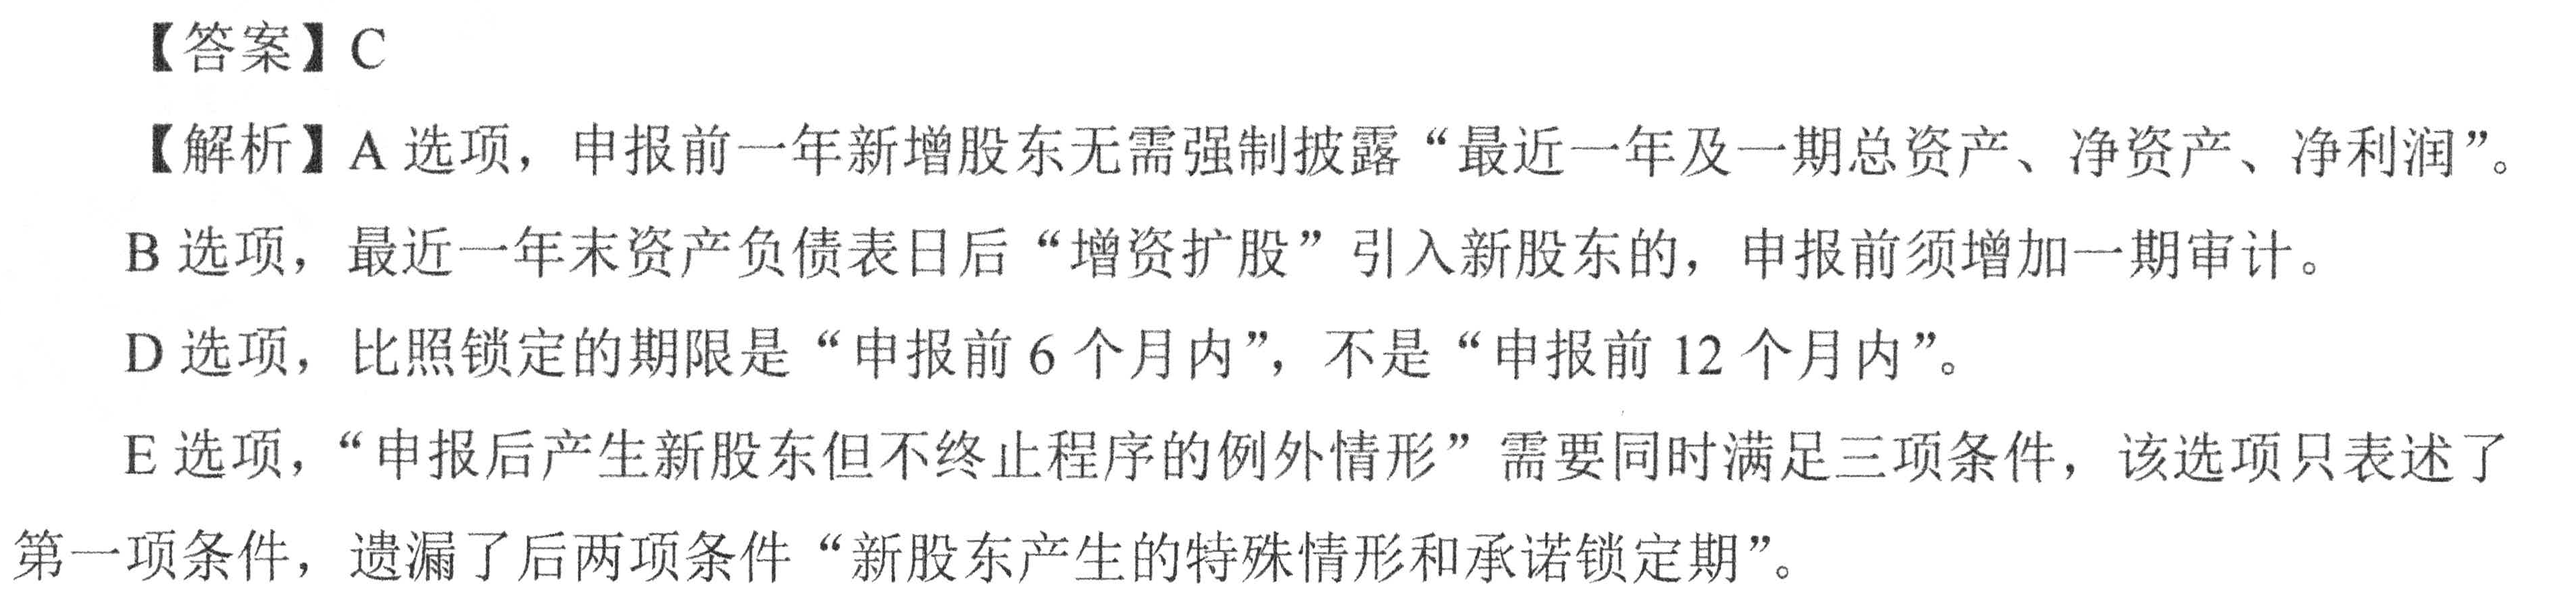 【答案】C
【解析】A 选项，申报前一年新增股东无需强制披露“最近一年及一期总资产、净资产、净利润”。
B 选项，最近一年末资产负债表日后“增资扩股”引入新股东的，申报前须增加一期审计。
D 选项，比照锁定的期限是“申报前 6 个月内”，不是“申报前 12 个月内”。
E 选项，“申报后产生新股东但不终止程序的例外情形”需要同时满足三项条件，该选项只表述了
第一项条件，遗漏了后两项条件“新股东产生的特殊情形和承诺锁定期”。